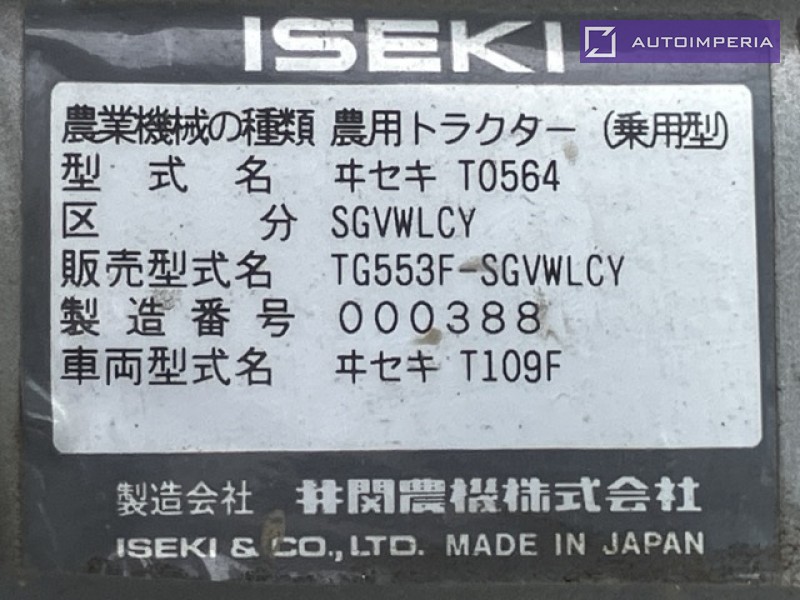 AUTOIMPERIA
ISEKI
農業機械の種類 農用トラクター (乗用型)
型式名 ヰセキ T0564
区分 SGVWLCY
販売型式名 TG553F-SGVWLCY
製造番号 000388
車両型式名 ヰセキ T109F
製造会社 井関農機株式会社
ISEKI & CO.,LTD. MADE IN JAPAN